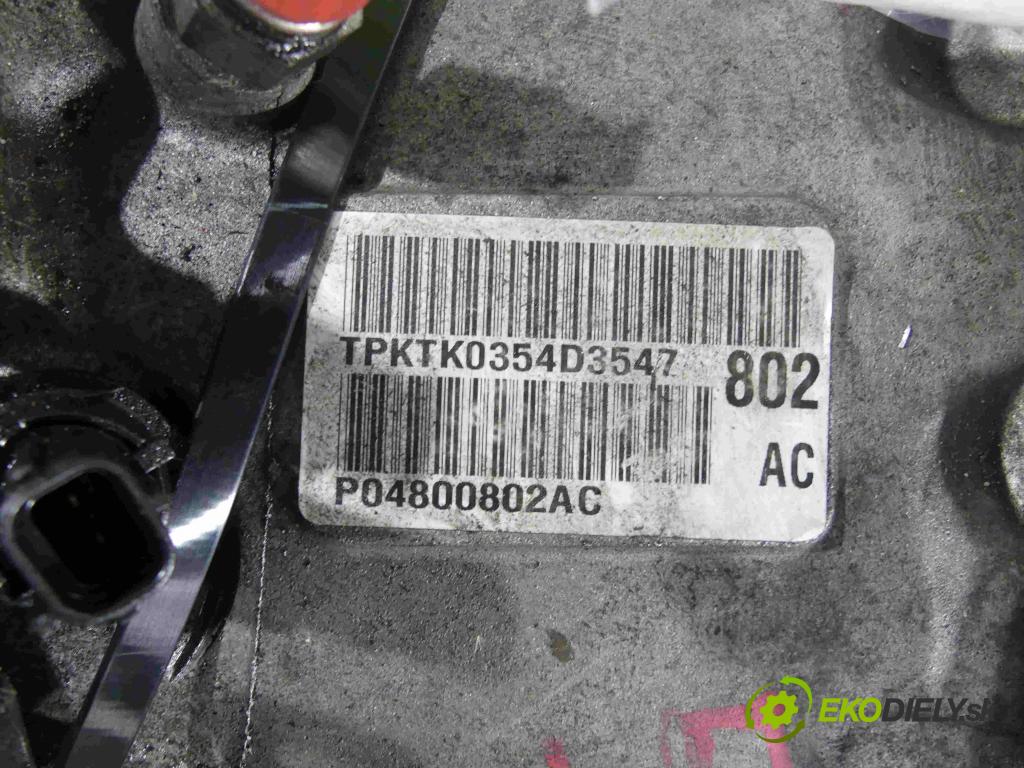 TPKTK0354D3547 802
AC
P04800802AC
EKODIELY.sk